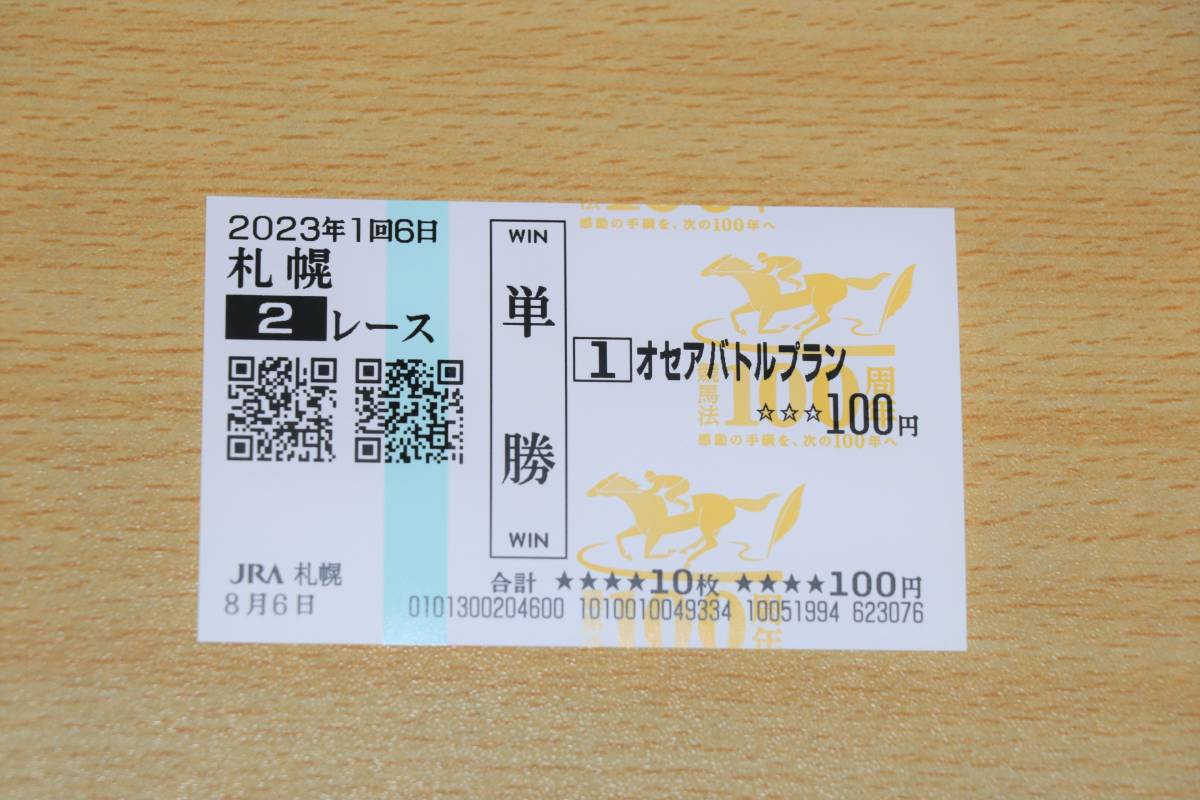 2023年1回6日
札幌
2 レース
WIN
単勝
WIN
JRA 札幌
8月6日
感動の手綱を、次の100年へ
1 オセアバトルプラン
☆☆☆100円
競馬法100周年
感動の手綱を、次の100年へ
合計 ★★★★10枚 ★★★★100円
0101300204600 1010010049334 10051994 623076